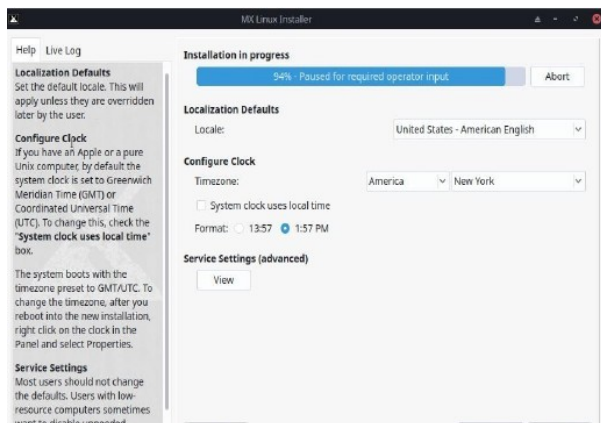 MX Linux Installer
Help Live Log
Localization Defaults
Set the default locale. This will
apply unless they are overridden
later by the user.
Configure Clock
If you have an Apple or a pure
Unix computer, by default the
system clock is set to Greenwich
Meridian Time (GMT) or
Coordinated Universal Time
(UTC). To change this, check the
"System clock uses local time"
box.
The system boots with the
timezone preset to GMT/UTC. To
change the timezone, after you
reboot into the new installation,
right click on the clock in the
Panel and select Properties.
Service Settings
Most users should not change
the defaults. Users with low-
resource computers sometimes
want to disable unneeded
Installation in progress
94% - Paused for required operator input
Abort
Localization Defaults
Locale: United States - American English
Configure Clock
Timezone: America New York
System clock uses local time
Format: 13:57 1:57 PM
Service Settings (advanced)
View